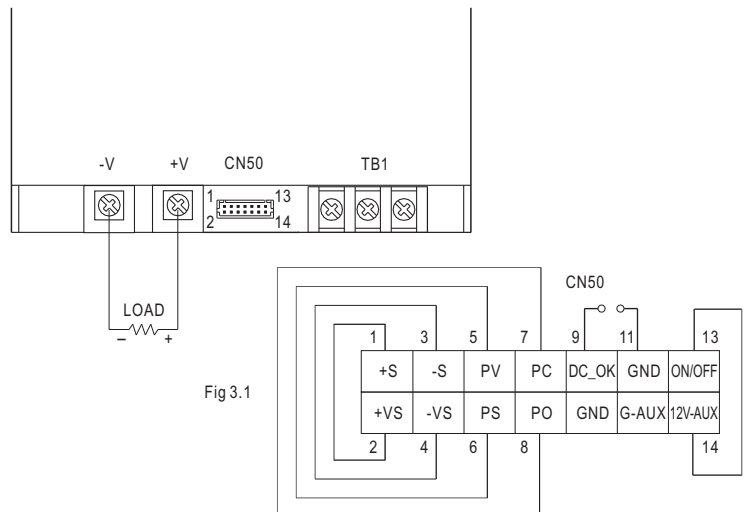 -V +V CN50 TB1
1 13
2 14
LOAD
– +
CN50
1 3 5 7 9 11 13
Fig 3.1
+S -S PV PC DC_OK GND ON/OFF
+VS -VS PS PO GND G-AUX 12V-AUX
2 4 6 8 14